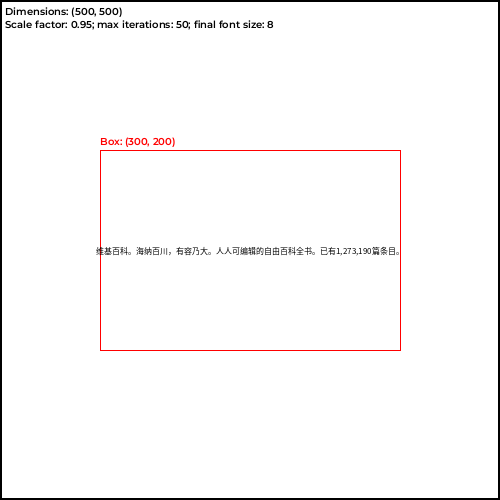 Dimensions: (500, 500)
Scale factor: 0.95; max iterations: 50; final font size: 8
Box: (300, 200)
维基百科。海纳百川，有容乃大。人人可编辑的自由百科全书。已有1,273,190篇条目。